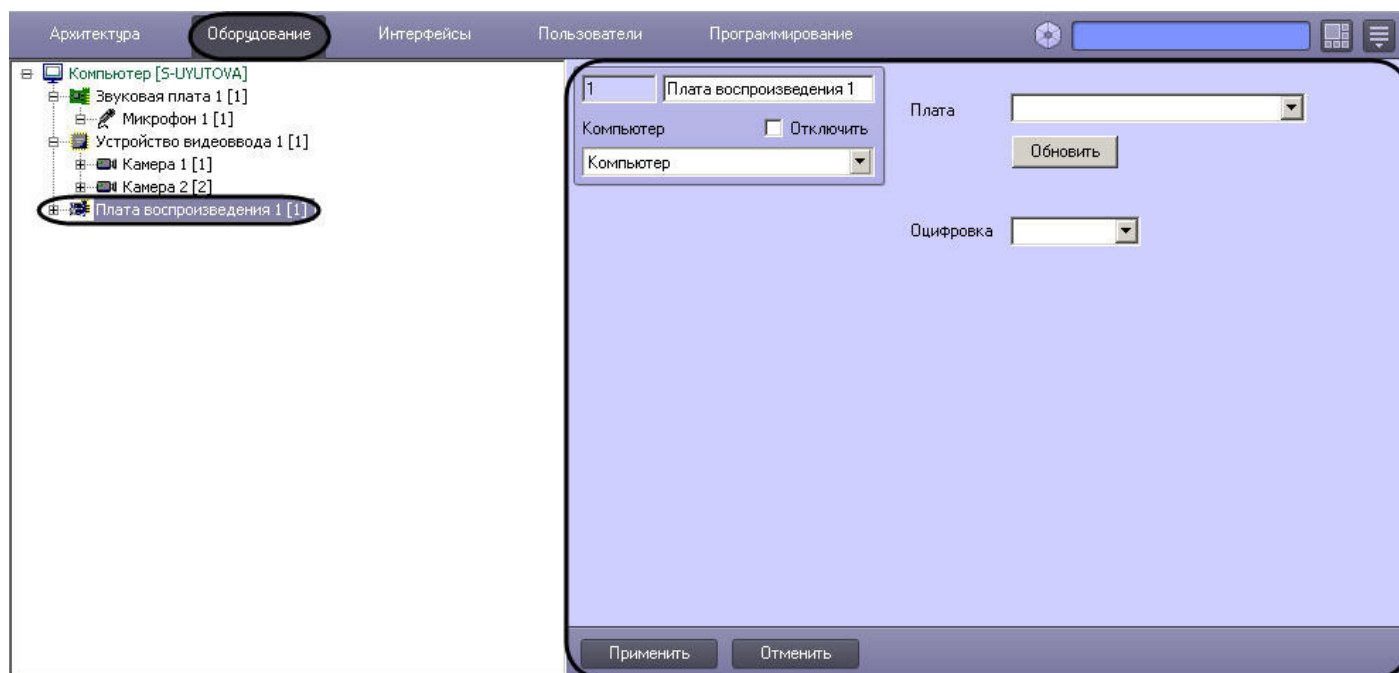 Архитектура Оборудование Интерфейсы Пользователи Программирование
Компьютер [S-UYUTOVA]
Звуковая плата 1 [1]
Микрофон 1 [1]
Устройство видеоввода 1 [1]
Камера 1 [1]
Камера 2 [2]
Плата воспроизведения 1 [1]
1 Плата воспроизведения 1
Компьютер Отключить
Компьютер
Плата
Обновить
Оцифровка
Применить Отменить